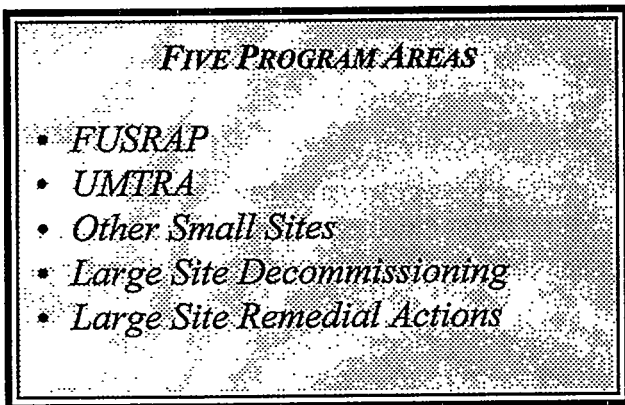 FIVE PROGRAM AREAS
• FUSRAP
• UMTRA
• Other Small Sites
• Large Site Decommissioning
• Large Site Remedial Actions